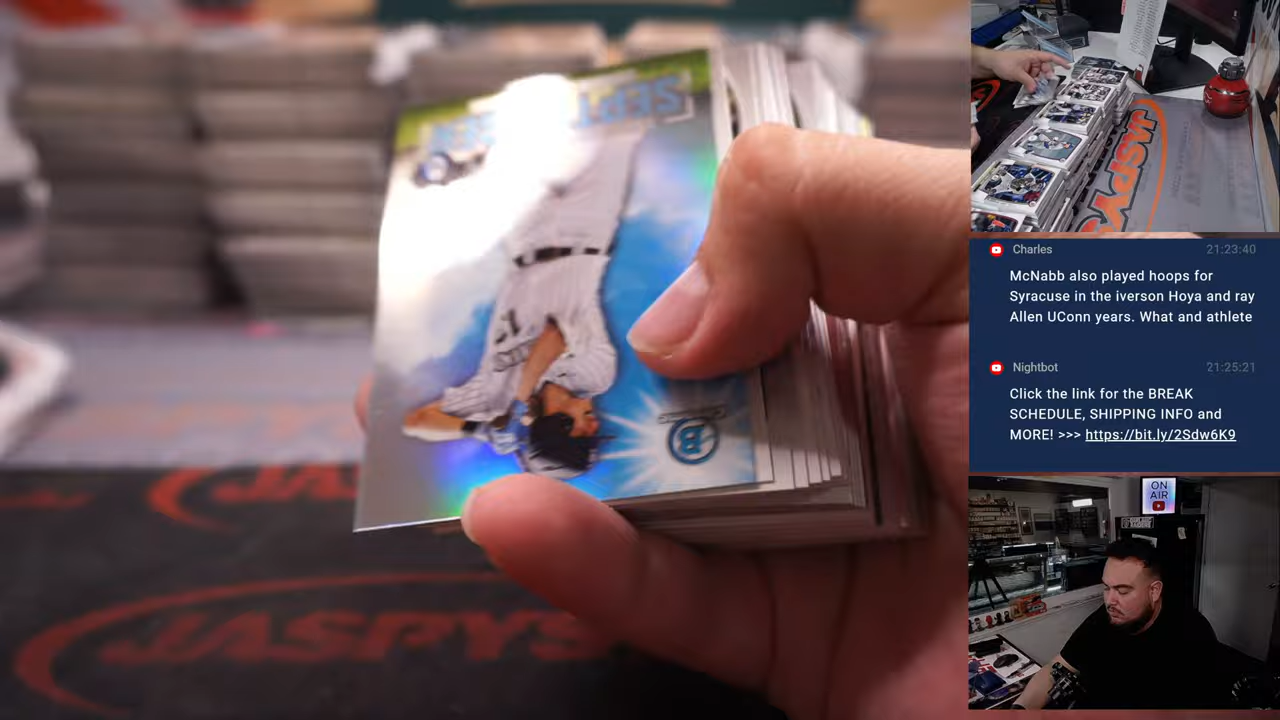 SEPT
B
JASPYS
JASPYS
Charles
21:23:40
McNabb also played hoops for
Syracuse in the iverson Hoya and ray
Allen UConn years. What and athlete
Nightbot
21:25:21
Click the link for the BREAK
SCHEDULE, SHIPPING INFO and
MORE! >>> https://bit.ly/2Sdw6K9
ON
AIR